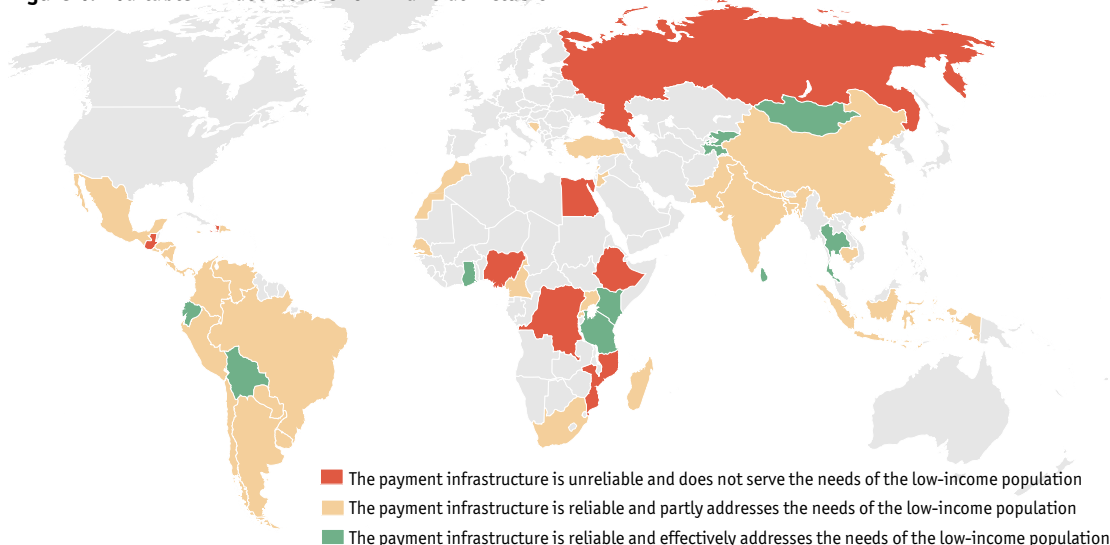 The payment infrastructure is unreliable and does not serve the needs of the low-income population
The payment infrastructure is reliable and partly addresses the needs of the low-income population
The payment infrastructure is reliable and effectively addresses the needs of the low-income population